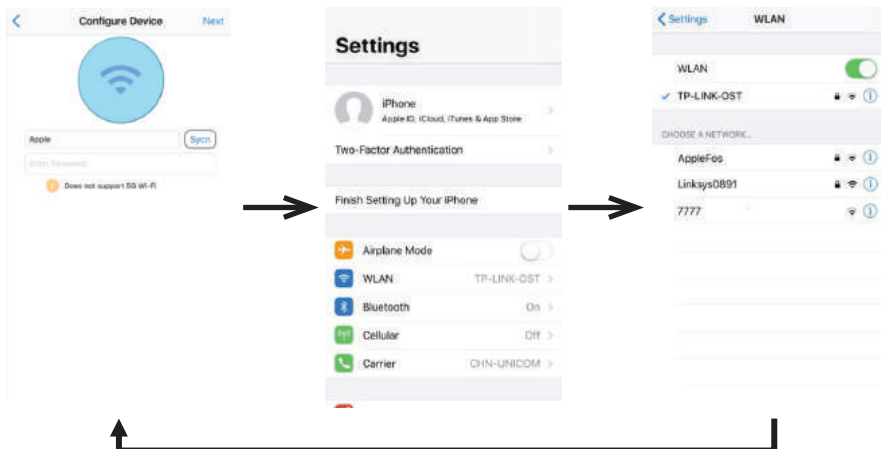 Configure Device
Next
Apple
Sycn
Enter Password
Does not support 5G Wi-Fi
Settings
iPhone
Apple ID, iCloud, iTunes & App Store
Two-Factor Authentication
Finish Setting Up Your iPhone
Airplane Mode
WLAN TP-LINK-OST
Bluetooth On
Cellular Off
Carrier CHN-UNICOM
Settings WLAN
WLAN
TP-LINK-OST
CHOOSE A NETWORK...
AppleFos
Linksys0891
7777